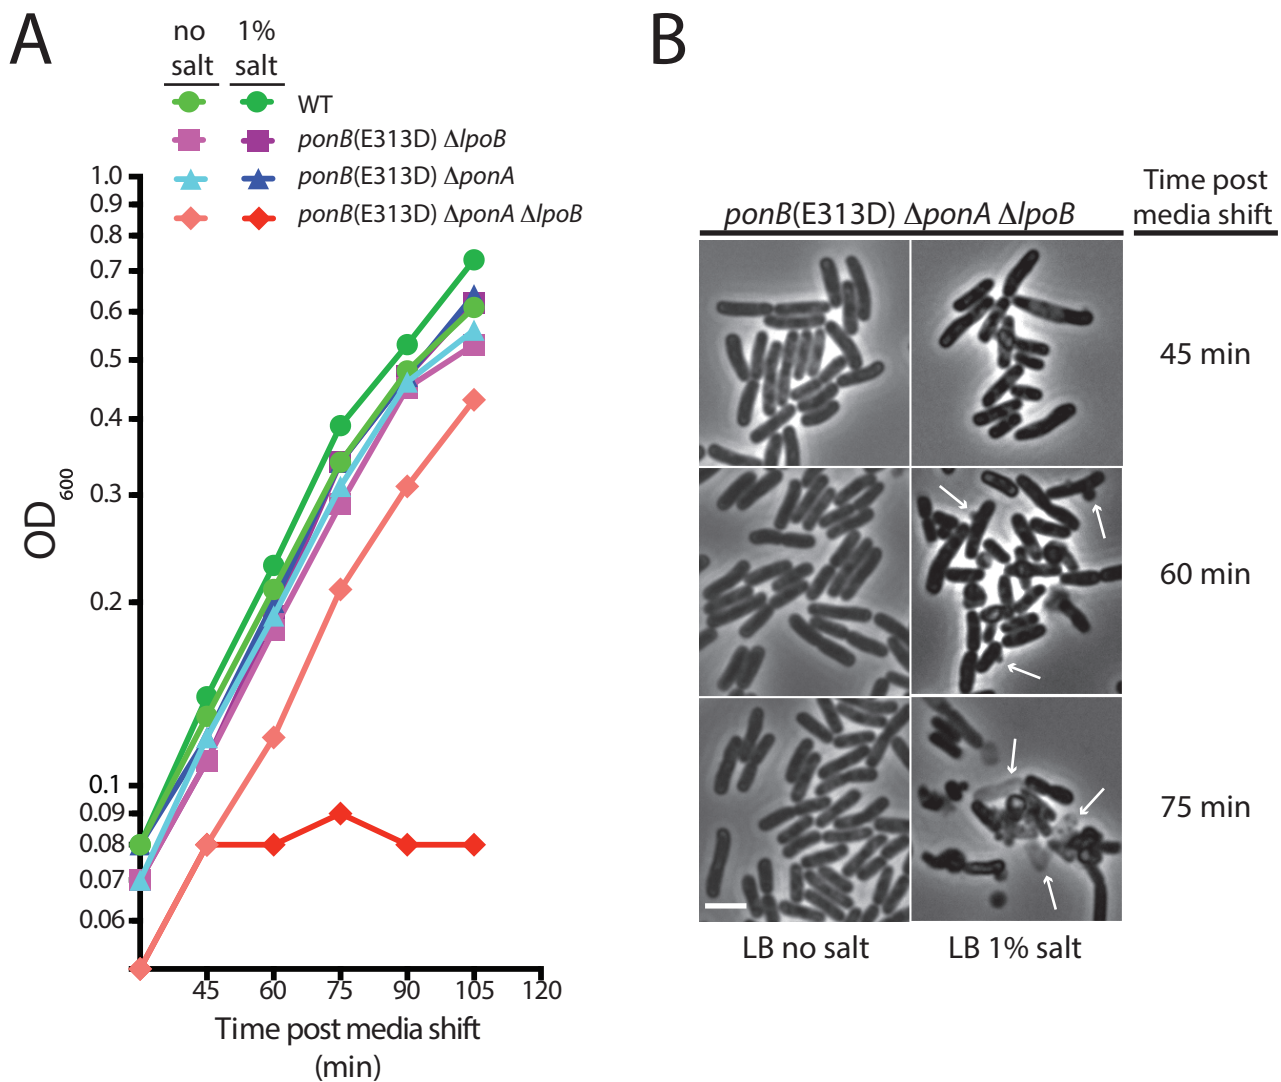 A
no 1%
salt salt
WT
ponB(E313D) ΔlpoB
ponB(E313D) ΔponA
ponB(E313D) ΔponA ΔlpoB
1.0
0.9
0.8
0.7
0.6
0.5
0.4
0.3
0.2
0.1
0.09
0.08
0.07
0.06
OD600
45 60 75 90 105 120
Time post media shift
(min)
B
Time post
media shift
ponB(E313D) ΔponA ΔlpoB
45 min
60 min
75 min
LB no salt LB 1% salt